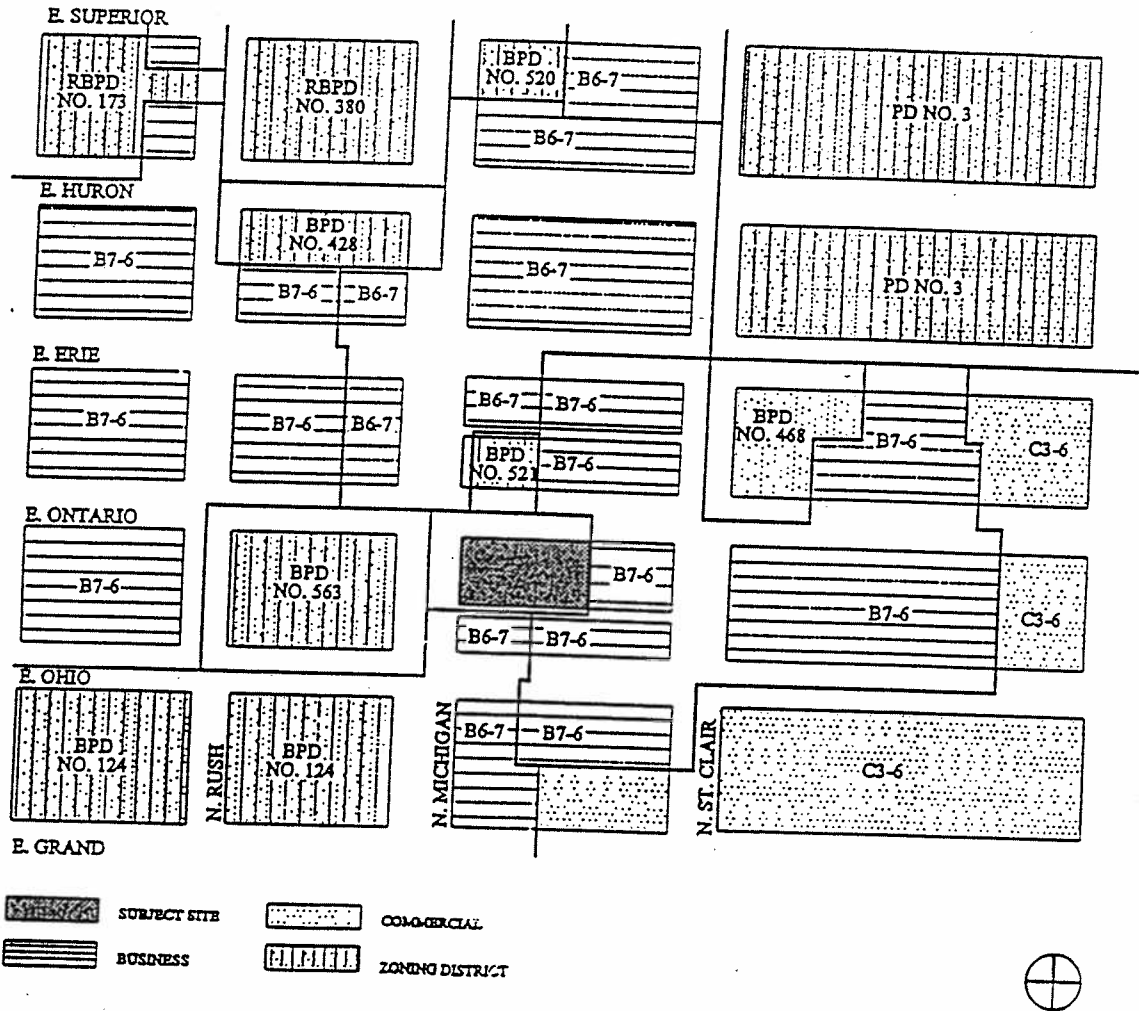 E. SUPERIOR
RBPD
NO. 173
RBPD
NO. 380
BPD
NO. 520
B6-7
B6-7
PD NO. 3
E. HURON
B7-6
BPD
NO. 428
B7-6
B6-7
B6-7
PD NO. 3
E. ERIE
B7-6
B7-6
B6-7
B6-7
B7-6
BPD
NO. 521
B7-6
BPD
NO. 468
B7-6
C3-6
E. ONTARIO
B7-6
BPD
NO. 563
B7-6
B6-7
B7-6
B7-6
C3-6
E. OHIO
BPD
NO. 124
N. RUSH
BPD
NO. 124
N. MICHIGAN
B6-7
B7-6
N. ST. CLAIR
C3-6
E. GRAND
SUBJECT SITE
COMMERCIAL
BUSINESS
ZONING DISTRICT